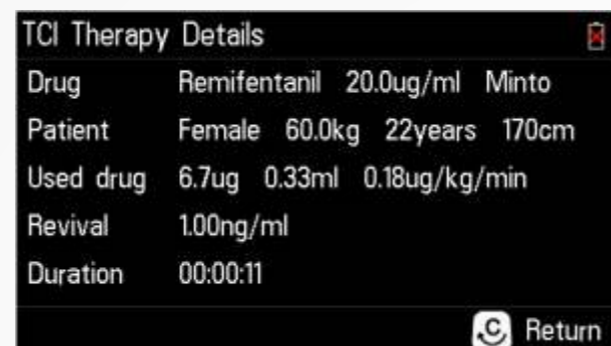 TCI Therapy Details
Drug Remifentanil 20.0ug/ml Minto
Patient Female 60.0kg 22years 170cm
Used drug 6.7ug 0.33ml 0.18ug/kg/min
Revival 1.00ng/ml
Duration 00:00:11
C Return